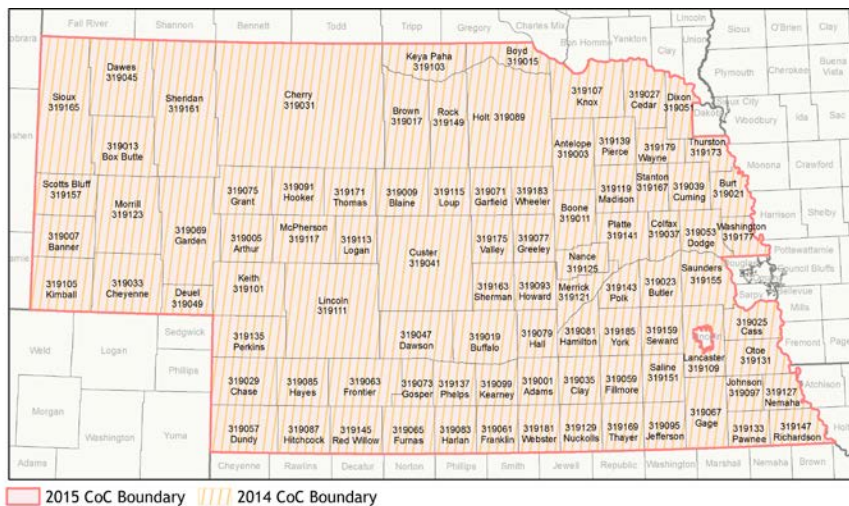 Fall River
Shannon
Bennett
Todd
Tripp
Gregory
Charles Mix
Bon Homme
Yankton
Clay
Lincoln
Union
Sioux
O'Brien
Clay
Plymouth
Cherokee
Buena
Vista
Sioux City
Woodbury
Ida
Sac
Monona
Crawford
Harrison
Shelby
Pottawattamie
Council Bluffs
Bellevue
Mills
Fremont
Page
Atchison
Sioux
319165
Dawes
319045
Sheridan
319161
Cherry
319031
Keya Paha
319103
Boyd
319015
Brown
319017
Rock
319149
Holt 319089
319107
Knox
319027
Cedar
Dixon
319051
319013
Box Butte
Antelope
319003
319139
Pierce
319179
Wayne
Thurston
319173
Scotts Bluff
319157
Morrill
319123
319075
Grant
319091
Hooker
319171
Thomas
319009
Blaine
319115
Loup
319071
Garfield
319183
Wheeler
Boone
319011
319119
Madison
Stanton
319167
319039
Cuming
Burt
319021
319007
Banner
319069
Garden
319005
Arthur
McPherson
319117
319113
Logan
Custer
319041
319175
Valley
319077
Greeley
Nance
319125
Platte
319141
Colfax
319037
319053
Dodge
Washington
319177
319105
Kimball
319033
Cheyenne
Deuel
319049
Keith
319101
Lincoln
319111
319163
Sherman
319093
Howard
Merrick
319121
319143
Polk
319023
Butler
Saunders
319155
Sarpy
319135
Perkins
319047
Dawson
319019
Buffalo
319079
Hall
319081
Hamilton
319185
York
319159
Seward
Lincoln
Lancaster
319109
319025
Cass
Otoe
319131
319029
Chase
319085
Hayes
319063
Frontier
319073
Gosper
319137
Phelps
319099
Kearney
319001
Adams
319035
Clay
319059
Fillmore
Saline
319151
319067
Gage
Johnson
319097
319127
Nemaha
319057
Dundy
319087
Hitchcock
319145
Red Willow
319065
Furnas
319083
Harlan
319061
Franklin
319181
Webster
319129
Nuckolls
319169
Thayer
319095
Jefferson
319133
Pawnee
319147
Richardson
Sedgwick
Weld
Logan
Phillips
Morgan
Washington
Yuma
Adams
Cheyenne
Rawlins
Decatur
Norton
Phillips
Smith
Jewell
Republic
Washington
Marshall
Nemaha
Brown
2015 CoC Boundary
2014 CoC Boundary